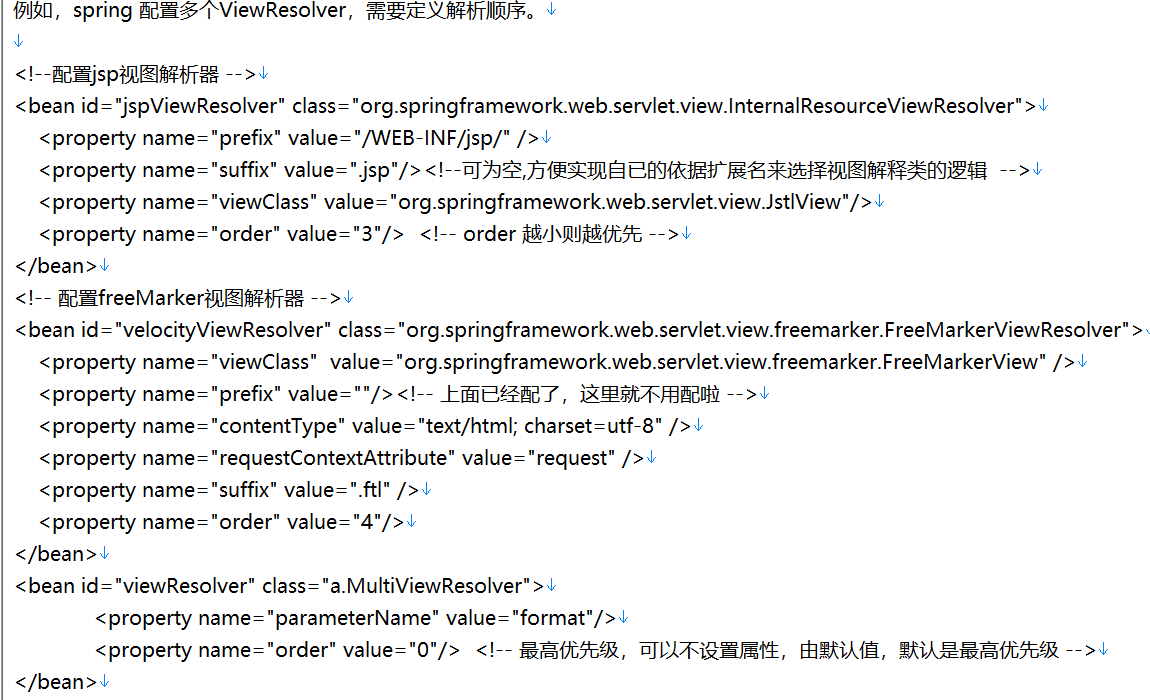 例如，spring 配置多个ViewResolver，需要定义解析顺序。↓
↓
<!--配置jsp视图解析器 -->↓
<bean id="jspViewResolver" class="org.springframework.web.servlet.view.InternalResourceViewResolver">↓
    <property name="prefix" value="/WEB-INF/jsp/" />↓
    <property name="suffix" value=".jsp"/><!--可为空,方便实现自已的依据扩展名来选择视图解释类的逻辑  -->↓
    <property name="viewClass" value="org.springframework.web.servlet.view.JstlView"/>↓
    <property name="order" value="3"/>  <!-- order 越小则越优先 -->↓
</bean>↓
<!-- 配置freeMarker视图解析器 -->↓
<bean id="velocityViewResolver" class="org.springframework.web.servlet.view.freemarker.FreeMarkerViewResolver">↓
    <property name="viewClass"  value="org.springframework.web.servlet.view.freemarker.FreeMarkerView" />↓
    <property name="prefix" value=""/><!-- 上面已经配了，这里就不用配啦 -->↓
    <property name="contentType" value="text/html; charset=utf-8" />↓
    <property name="requestContextAttribute" value="request" />↓
    <property name="suffix" value=".ftl" />↓
    <property name="order" value="4"/>↓
</bean>↓
<bean id="viewResolver" class="a.MultiViewResolver">↓
            <property name="parameterName" value="format"/>↓
            <property name="order" value="0"/>  <!-- 最高优先级，可以不设置属性，由默认值，默认是最高优先级 -->↓
</bean>↓